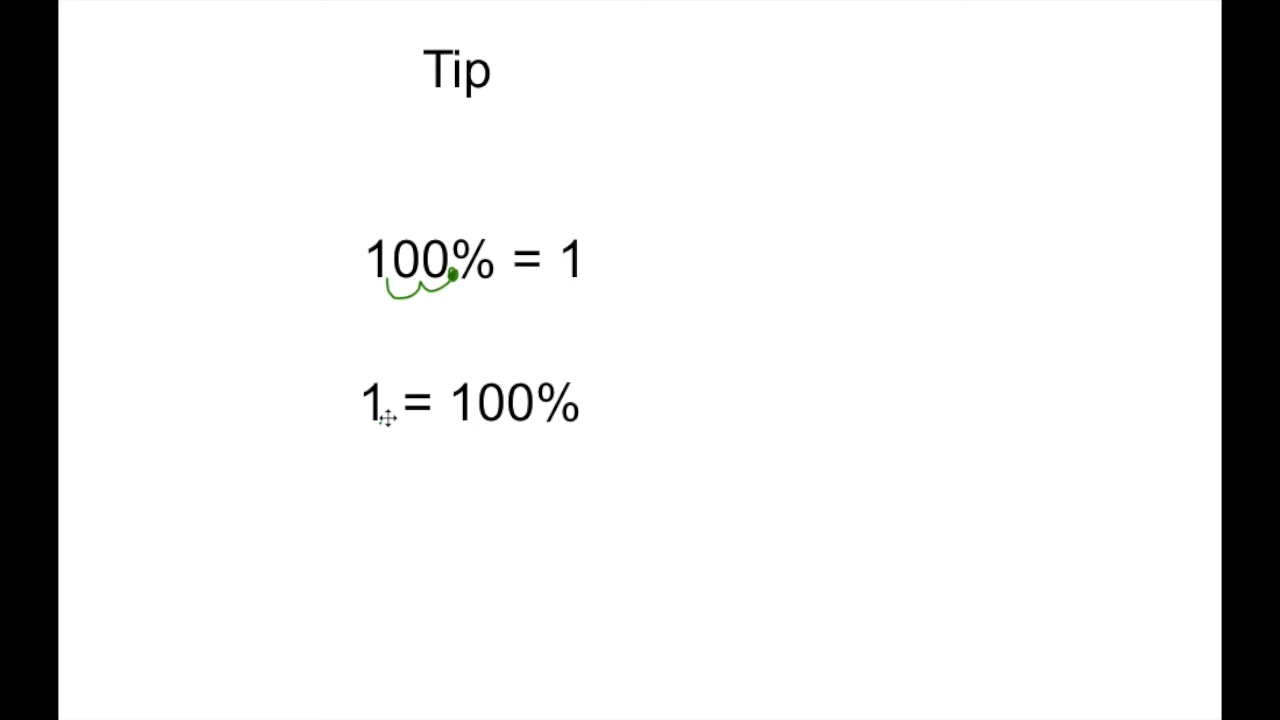 Tip
100% = 1
1 = 100%